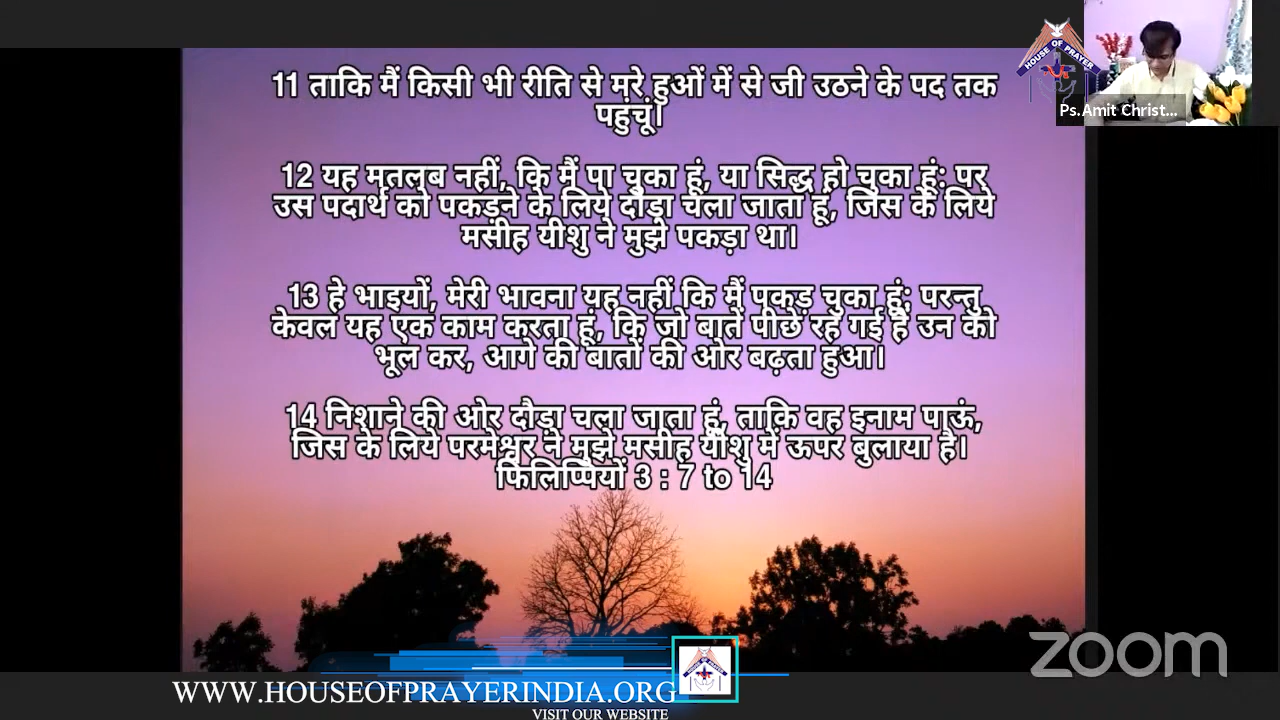 11 ताकि मैं किसी भी रीति से मरे हुओं में से जी उठने के पद तक
पहुंचूं।
12 यह मतलब नहीं, कि मैं पा चुका हूं, या सिद्ध हो चुका हूं: पर
उस पदार्थ को पकड़ने के लिये दौड़ा चला जाता हूं, जिस के लिये
मसीह यीशु ने मुझे पकड़ा था।
13 हे भाइयों, मेरी भावना यह नहीं कि मैं पकड़ चुका हूं: परन्तु
केवल यह एक काम करता हूं, कि जो बातें पीछे रह गई हैं उन को
भूल कर, आगे की बातों की ओर बढ़ता हुआ।
14 निशाने की ओर दौड़ा चला जाता हूं, ताकि वह इनाम पाऊं,
जिस के लिये परमेश्वर ने मुझे मसीह यीशु में ऊपर बुलाया है।
फिलिप्पियों 3 : 7 to 14
HOUSE OF PRAYER
Ps.Amit Christ...
zoom
WWW.HOUSEOFPRAYERINDIA.ORG
HOUSE OF PRAYER
VISIT OUR WEBSITE